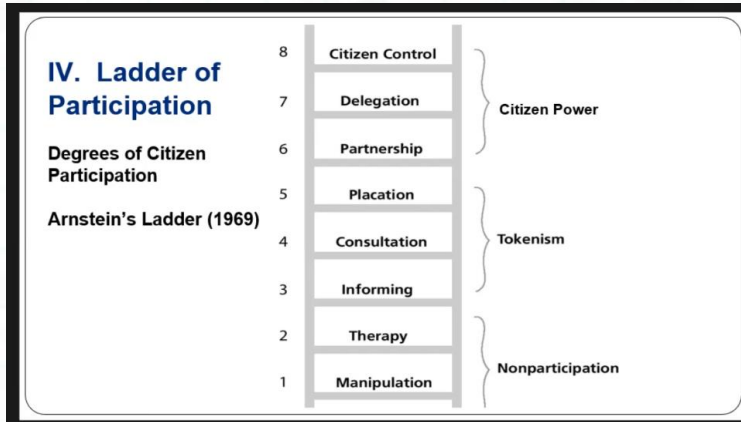 IV. Ladder of
Participation
Degrees of Citizen
Participation
Arnstein's Ladder (1969)
8 Citizen Control
7 Delegation
6 Partnership
Citizen Power
5 Placation
4 Consultation
3 Informing
Tokenism
2 Therapy
1 Manipulation
Nonparticipation